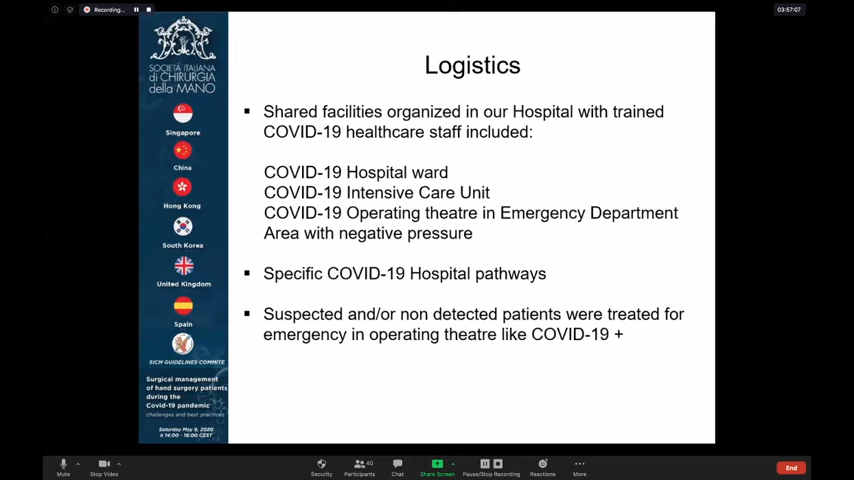 Recording...
03:57:07
SOCIETÁ ITALIANA
di CHIRURGIA
della MANO
Singapore
China
Hong Kong
South Korea
United Kingdom
Spain
SICM GUIDELINES COMMITE
Surgical management
of hand surgery patients
during the
Covid-19 pandemic
challenges and best practices
Saturday May 9, 2020
h 14:00 - 16:00 CEST
Logistics
▪ Shared facilities organized in our Hospital with trained
COVID-19 healthcare staff included:
COVID-19 Hospital ward
COVID-19 Intensive Care Unit
COVID-19 Operating theatre in Emergency Department
Area with negative pressure
▪ Specific COVID-19 Hospital pathways
▪ Suspected and/or non detected patients were treated for
emergency in operating theatre like COVID-19 +
Mute
Stop Video
Security
Participants
40
Chat
Share Screen
Pause/Stop Recording
Reactions
More
End